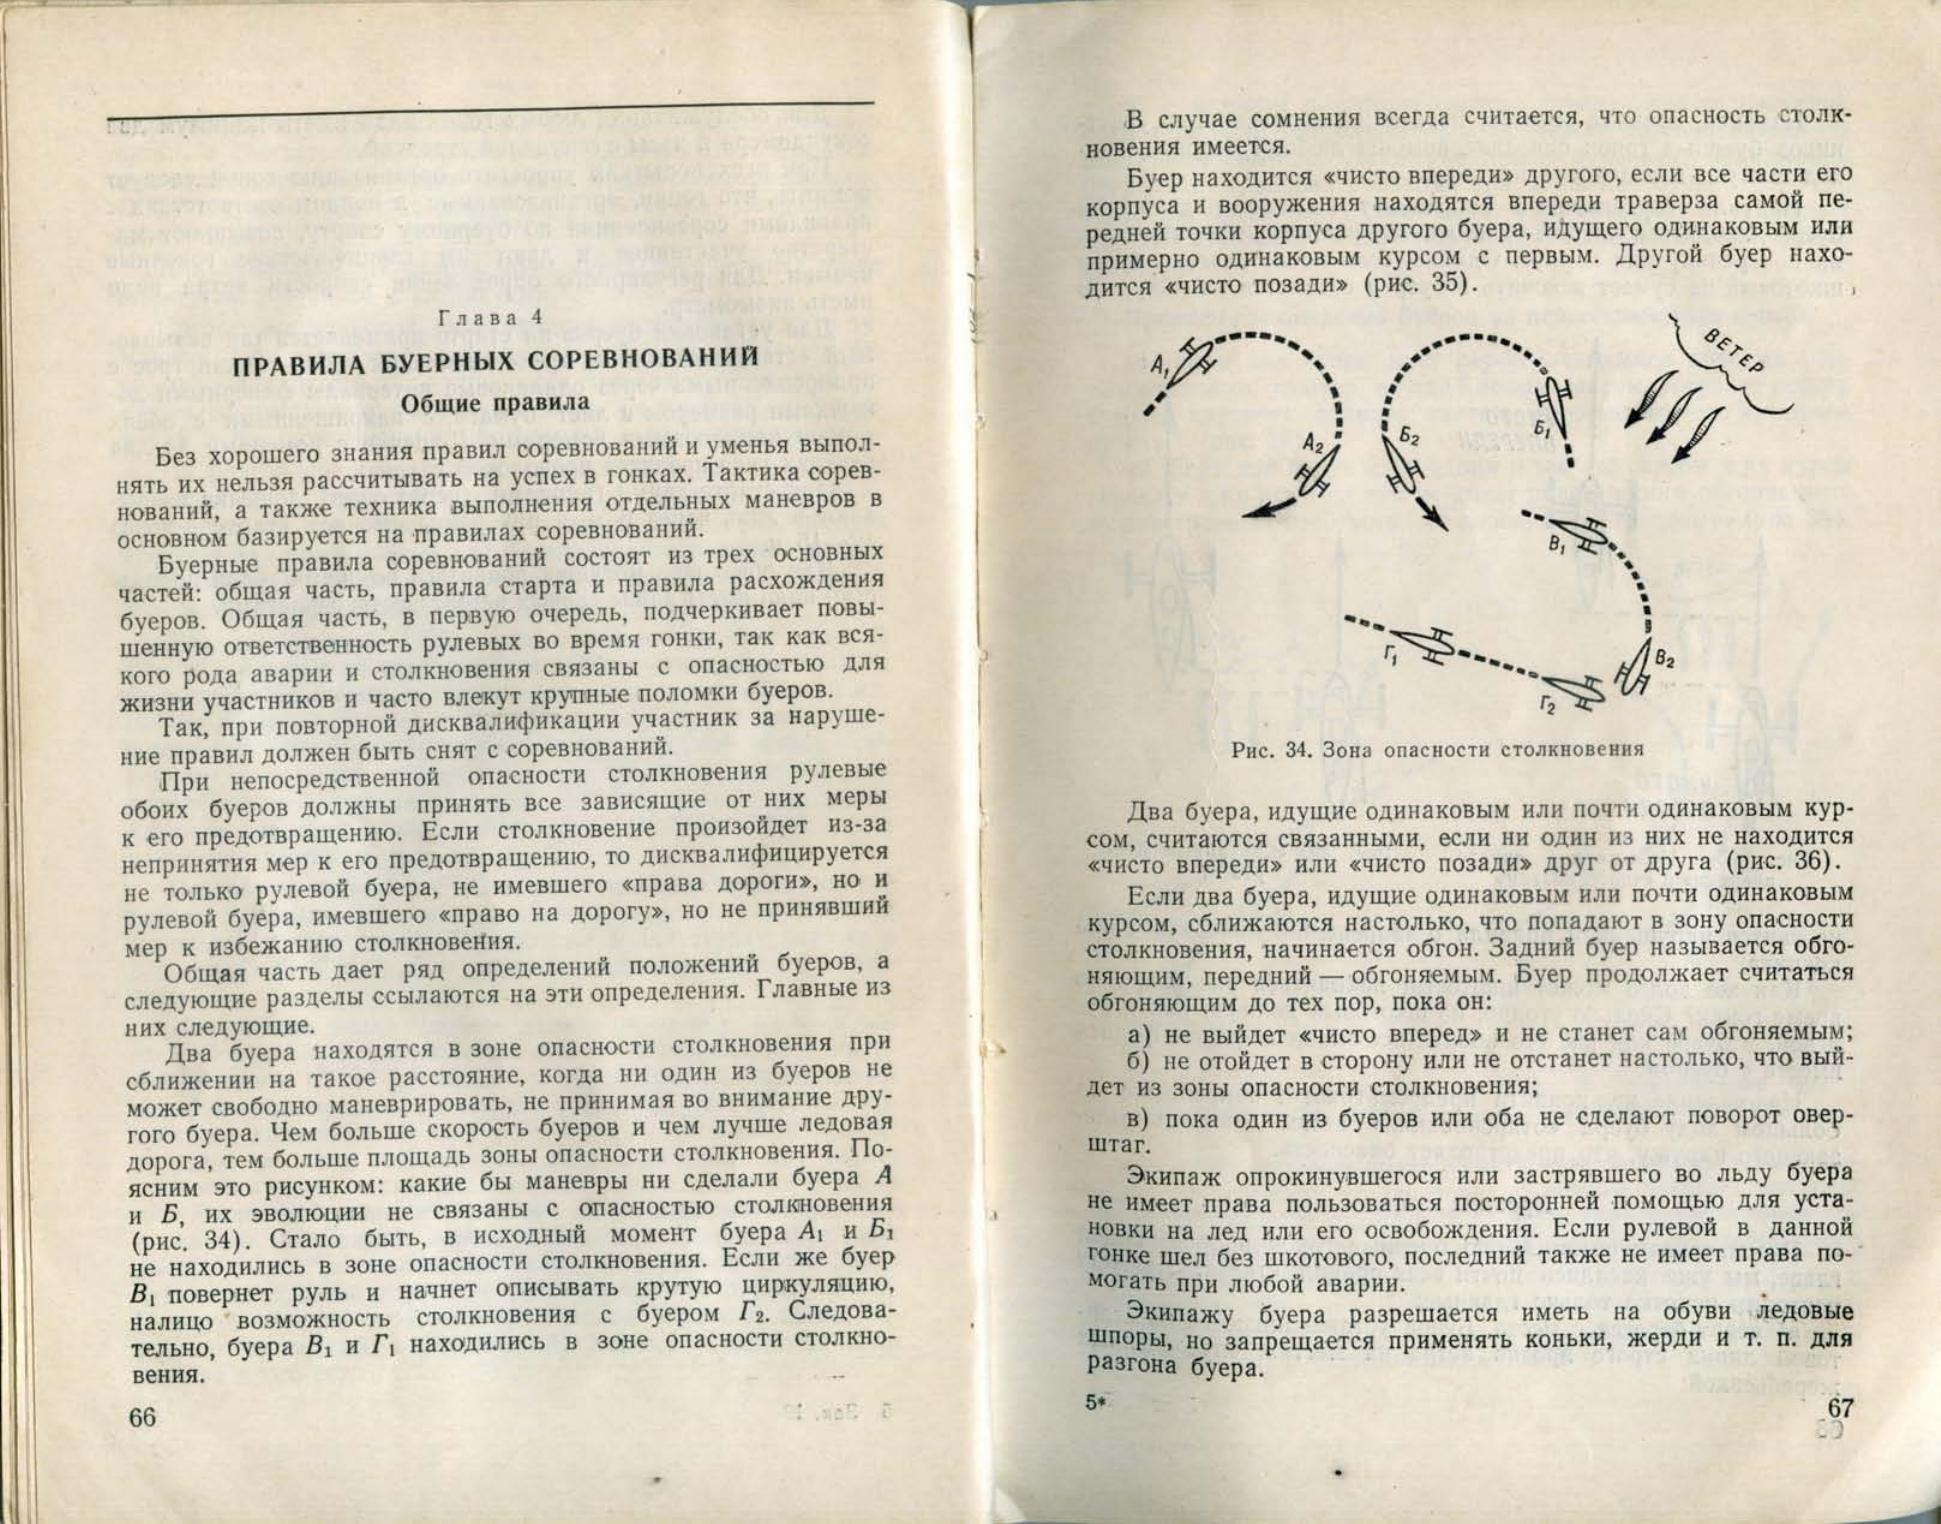 Глава 4
ПРАВИЛА БУЕРНЫХ СОРЕВНОВАНИЙ
Общие правила
Без хорошего знания правил соревнований и уменья выпол-
нять их нельзя рассчитывать на успех в гонках. Тактика сорев-
нований, а также техника выполнения отдельных маневров в
основном базируется на правилах соревнований.
Буерные правила соревнований состоят из трех основных
частей: общая часть, правила старта и правила расхождения
буеров. Общая часть, в первую очередь, подчеркивает повы-
шенную ответственность рулевых во время гонки, так как вся-
кого рода аварии и столкновения связаны с опасностью для
жизни участников и часто влекут крупные поломки буеров.
Так, при повторной дисквалификации участник за наруше-
ние правил должен быть снят с соревнований.
При непосредственной опасности столкновения рулевые
обоих буеров должны принять все зависящие от них меры
к его предотвращению. Если столкновение произойдет из-за
непринятия мер к его предотвращению, то дисквалифицируется
не только рулевой буера, не имевшего «права дороги», но и
рулевой буера, имевшего «право на дорогу», но не принявший
мер к избежанию столкновения.
Общая часть дает ряд определений положений буеров, а
следующие разделы ссылаются на эти определения. Главные из
них следующие.
Два буера находятся в зоне опасности столкновения при
сближении на такое расстояние, когда ни один из буеров не
может свободно маневрировать, не принимая во внимание дру-
гого буера. Чем больше скорость буеров и чем лучше ледовая
дорога, тем больше площадь зоны опасности столкновения. По-
ясним это рисунком: какие бы маневры ни сделали буера А
и Б, их эволюции не связаны с опасностью столкновения
(рис. 34). Стало быть, в исходный момент буера А₁ и Б₁
не находились в зоне опасности столкновения. Если же буер
В₁ повернет руль и начнет описывать крутую циркуляцию,
налицо возможность столкновения с буером Г₂. Следова-
тельно, буера В₁ и Г₁ находились в зоне опасности столкно-
вения.
66
В случае сомнения всегда считается, что опасность столк-
новения имеется.
Буер находится «чисто впереди» другого, если все части его
корпуса и вооружения находятся впереди траверза самой пе-
редней точки корпуса другого буера, идущего одинаковым или
примерно одинаковым курсом с первым. Другой буер нахо-
дится «чисто позади» (рис. 35).
ВЕТЕР
А₁
А₂
Б₂
Б₁
В₁
Г₁
В₂
Г₂
Рис. 34. Зона опасности столкновения
Два буера, идущие одинаковым или почти одинаковым кур-
сом, считаются связанными, если ни один из них не находится
«чисто впереди» или «чисто позади» друг от друга (рис. 36).
Если два буера, идущие одинаковым или почти одинаковым
курсом, сближаются настолько, что попадают в зону опасности
столкновения, начинается обгон. Задний буер называется обго-
няющим, передний — обгоняемым. Буер продолжает считаться
обгоняющим до тех пор, пока он:
а) не выйдет «чисто вперед» и не станет сам обгоняемым;
б) не отойдет в сторону или не отстанет настолько, что вый-
дет из зоны опасности столкновения;
в) пока один из буеров или оба не сделают поворот овер-
штаг.
Экипаж опрокинувшегося или застрявшего во льду буера
не имеет права пользоваться посторонней помощью для уста-
новки на лед или его освобождения. Если рулевой в данной
гонке шел без шкотового, последний также не имеет права по-
могать при любой аварии.
Экипажу буера разрешается иметь на обуви ледовые
шпоры, но запрещается применять коньки, жерди и т. п. для
разгона буера.
5*
67